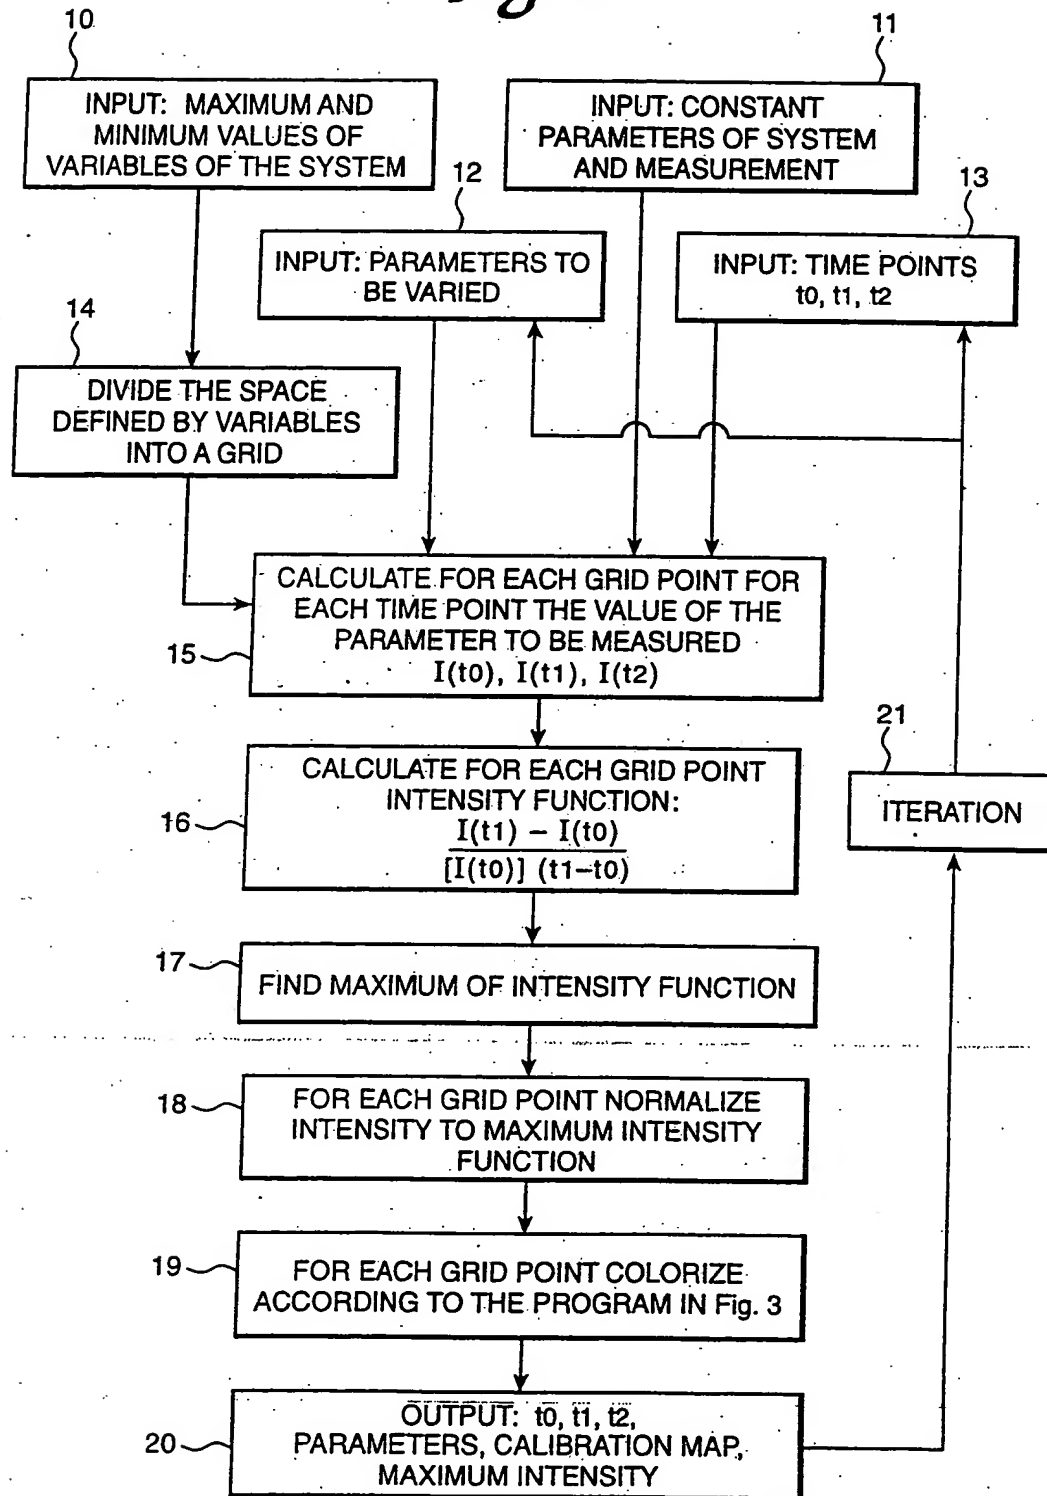 10
11
INPUT: MAXIMUM AND
MINIMUM VALUES OF
VARIABLES OF THE SYSTEM
INPUT: CONSTANT
PARAMETERS OF SYSTEM
AND MEASUREMENT
12
13
INPUT: PARAMETERS TO
BE VARIED
INPUT: TIME POINTS
t0, t1, t2
14
DIVIDE THE SPACE
DEFINED BY VARIABLES
INTO A GRID
CALCULATE FOR EACH GRID POINT FOR
EACH TIME POINT THE VALUE OF THE
PARAMETER TO BE MEASURED
I(t0), I(t1), I(t2)
15
CALCULATE FOR EACH GRID POINT
INTENSITY FUNCTION:
I(t1) – I(t0)
[I(t0)] (t1–t0)
16
21
ITERATION
17
FIND MAXIMUM OF INTENSITY FUNCTION
18
FOR EACH GRID POINT NORMALIZE
INTENSITY TO MAXIMUM INTENSITY
FUNCTION
19
FOR EACH GRID POINT COLORIZE
ACCORDING TO THE PROGRAM IN Fig. 3
20
OUTPUT: t0, t1, t2,
PARAMETERS, CALIBRATION MAP,
MAXIMUM INTENSITY